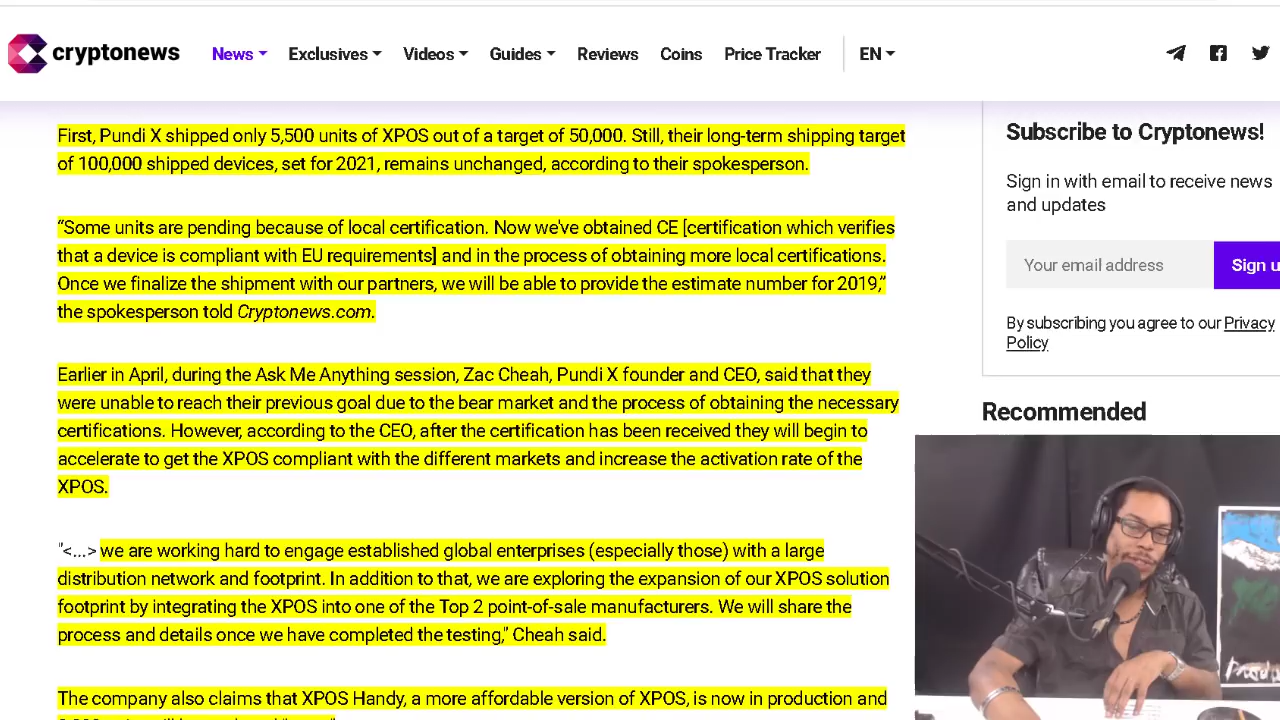 cryptonews
News Exclusives Videos Guides Reviews Coins Price Tracker EN
First, Pundi X shipped only 5,500 units of XPOS out of a target of 50,000. Still, their long-term shipping target
of 100,000 shipped devices, set for 2021, remains unchanged, according to their spokesperson.
“Some units are pending because of local certification. Now we've obtained CE [certification which verifies
that a device is compliant with EU requirements] and in the process of obtaining more local certifications.
Once we finalize the shipment with our partners, we will be able to provide the estimate number for 2019,”
the spokesperson told Cryptonews.com.
Earlier in April, during the Ask Me Anything session, Zac Cheah, Pundi X founder and CEO, said that they
were unable to reach their previous goal due to the bear market and the process of obtaining the necessary
certifications. However, according to the CEO, after the certification has been received they will begin to
accelerate to get the XPOS compliant with the different markets and increase the activation rate of the
XPOS.
"<...> we are working hard to engage established global enterprises (especially those) with a large
distribution network and footprint. In addition to that, we are exploring the expansion of our XPOS solution
footprint by integrating the XPOS into one of the Top 2 point-of-sale manufacturers. We will share the
process and details once we have completed the testing," Cheah said.
The company also claims that XPOS Handy, a more affordable version of XPOS, is now in production and
Subscribe to Cryptonews!
Sign in with email to receive news
and updates
Your email address
Sign u
By subscribing you agree to our Privacy
Policy
Recommended